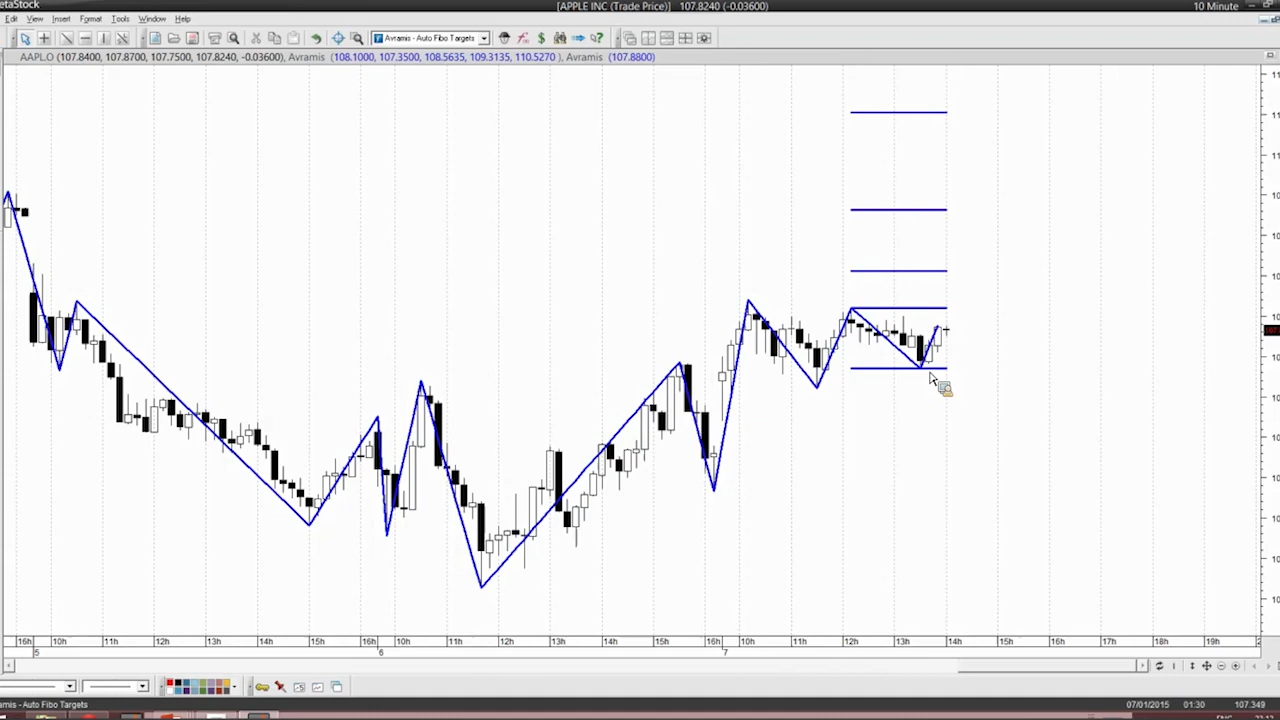 etaStock
[APPLE INC (Trade Price)] 107.8240 (-0.03600)
10 Minute
Edit View Insert Format Tools Window Help
Avramis - Auto Fibo Targets
AAPL.O (107.8400, 107.8700, 107.7500, 107.8240, -0.03600), Avramis (108.1000, 107.3500, 108.5635, 109.3135, 110.5270 ), Avramis (107.8800)
16h 10h 11h 12h 13h 14h 15h 16h 10h 11h 12h 13h 14h 15h 16h 10h 11h 12h 13h 14h 15h 16h 17h 18h 19h
5 6 7
amis - Auto Fibo Targets
07/01/2015 01:30 107.349